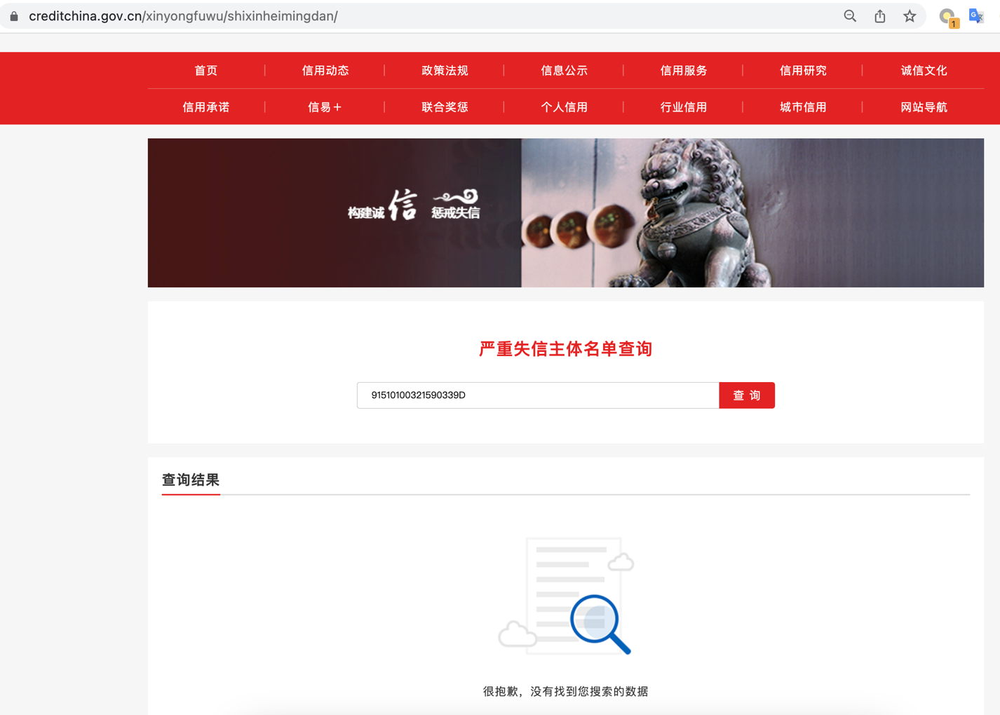 creditchina.gov.cn/xinyongfuwu/shixinheimingdan/
1
首页 信用动态 政策法规 信息公示 信用服务 信用研究 诚信文化
信用承诺 信易＋ 联合奖惩 个人信用 行业信用 城市信用 网站导航
构建诚信 惩戒失信
严重失信主体名单查询
91510100321590339D
查 询
查询结果
很抱歉，没有找到您搜索的数据